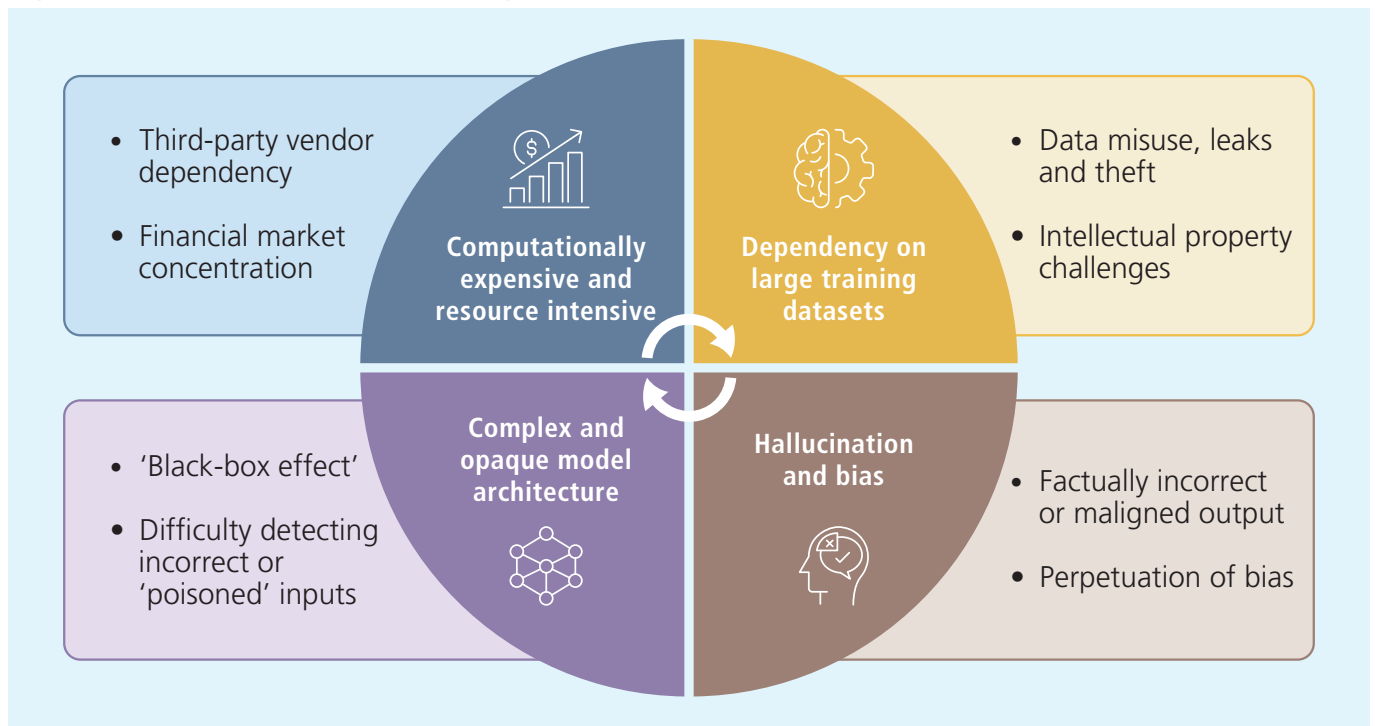 • Third-party vendor
dependency
• Financial market
concentration
$
Computationally
expensive and
resource intensive
Dependency on
large training
datasets
• Data misuse, leaks
and theft
• Intellectual property
challenges
• ‘Black-box effect’
• Difficulty detecting
incorrect or
‘poisoned’ inputs
Complex and
opaque model
architecture
Hallucination
and bias
• Factually incorrect
or maligned output
• Perpetuation of bias